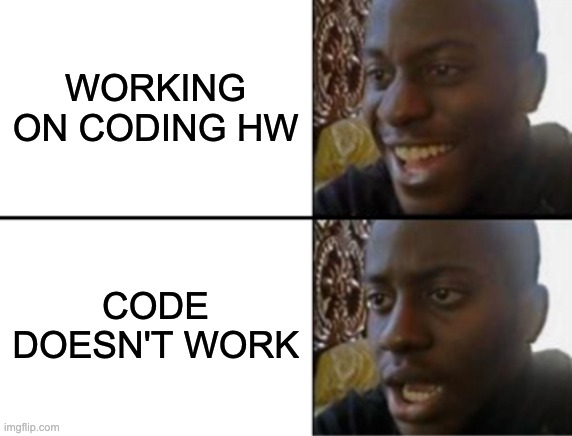 WORKING
ON CODING HW
CODE
DOESN'T WORK
imgflip.com